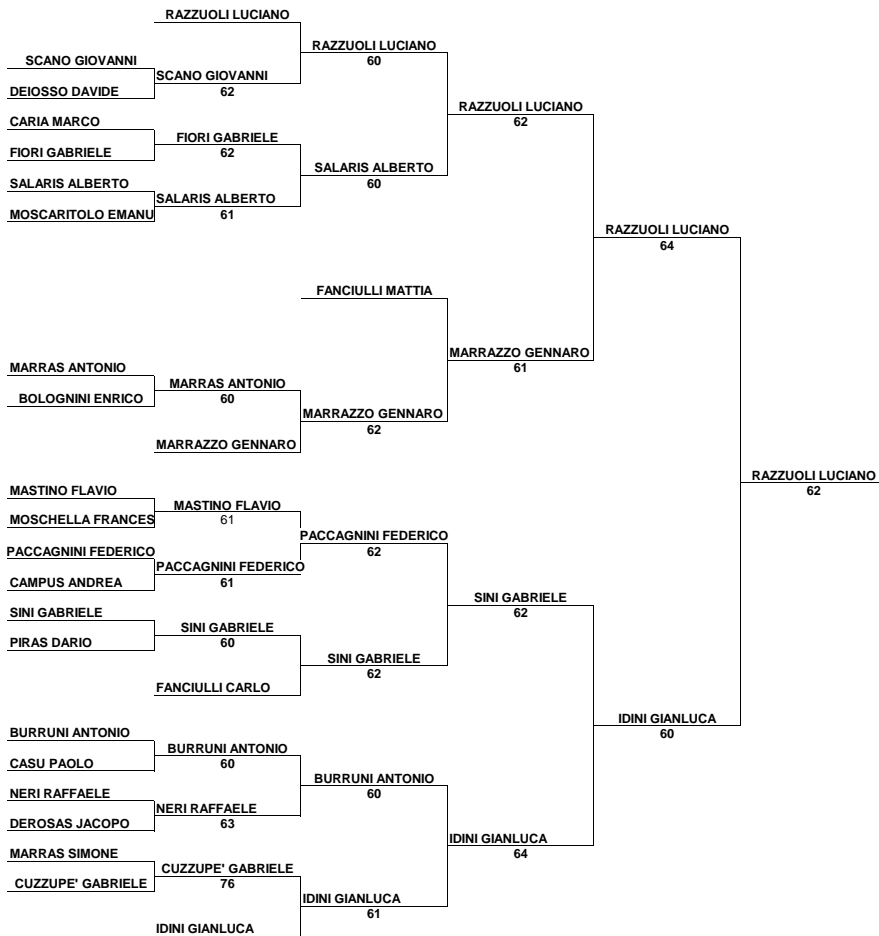 RAZZUOLI LUCIANO
RAZZUOLI LUCIANO
60
SCANO GIOVANNI
SCANO GIOVANNI
62
DEIOSSO DAVIDE
RAZZUOLI LUCIANO
62
CARIA MARCO
FIORI GABRIELE
62
FIORI GABRIELE
SALARIS ALBERTO
60
SALARIS ALBERTO
SALARIS ALBERTO
61
MOSCARITOLO EMANU
RAZZUOLI LUCIANO
64
FANCIULLI MATTIA
MARRAZZO GENNARO
61
MARRAS ANTONIO
MARRAS ANTONIO
60
BOLOGNINI ENRICO
MARRAZZO GENNARO
62
MARRAZZO GENNARO
RAZZUOLI LUCIANO
62
MASTINO FLAVIO
MASTINO FLAVIO
61
MOSCHELLA FRANCES
PACCAGNINI FEDERICO
62
PACCAGNINI FEDERICO
PACCAGNINI FEDERICO
61
CAMPUS ANDREA
SINI GABRIELE
62
SINI GABRIELE
SINI GABRIELE
60
PIRAS DARIO
SINI GABRIELE
62
FANCIULLI CARLO
IDINI GIANLUCA
60
BURRUNI ANTONIO
BURRUNI ANTONIO
60
CASU PAOLO
BURRUNI ANTONIO
60
NERI RAFFAELE
NERI RAFFAELE
63
DEROSAS JACOPO
IDINI GIANLUCA
64
MARRAS SIMONE
CUZZUPE' GABRIELE
76
CUZZUPE' GABRIELE
IDINI GIANLUCA
61
IDINI GIANLUCA